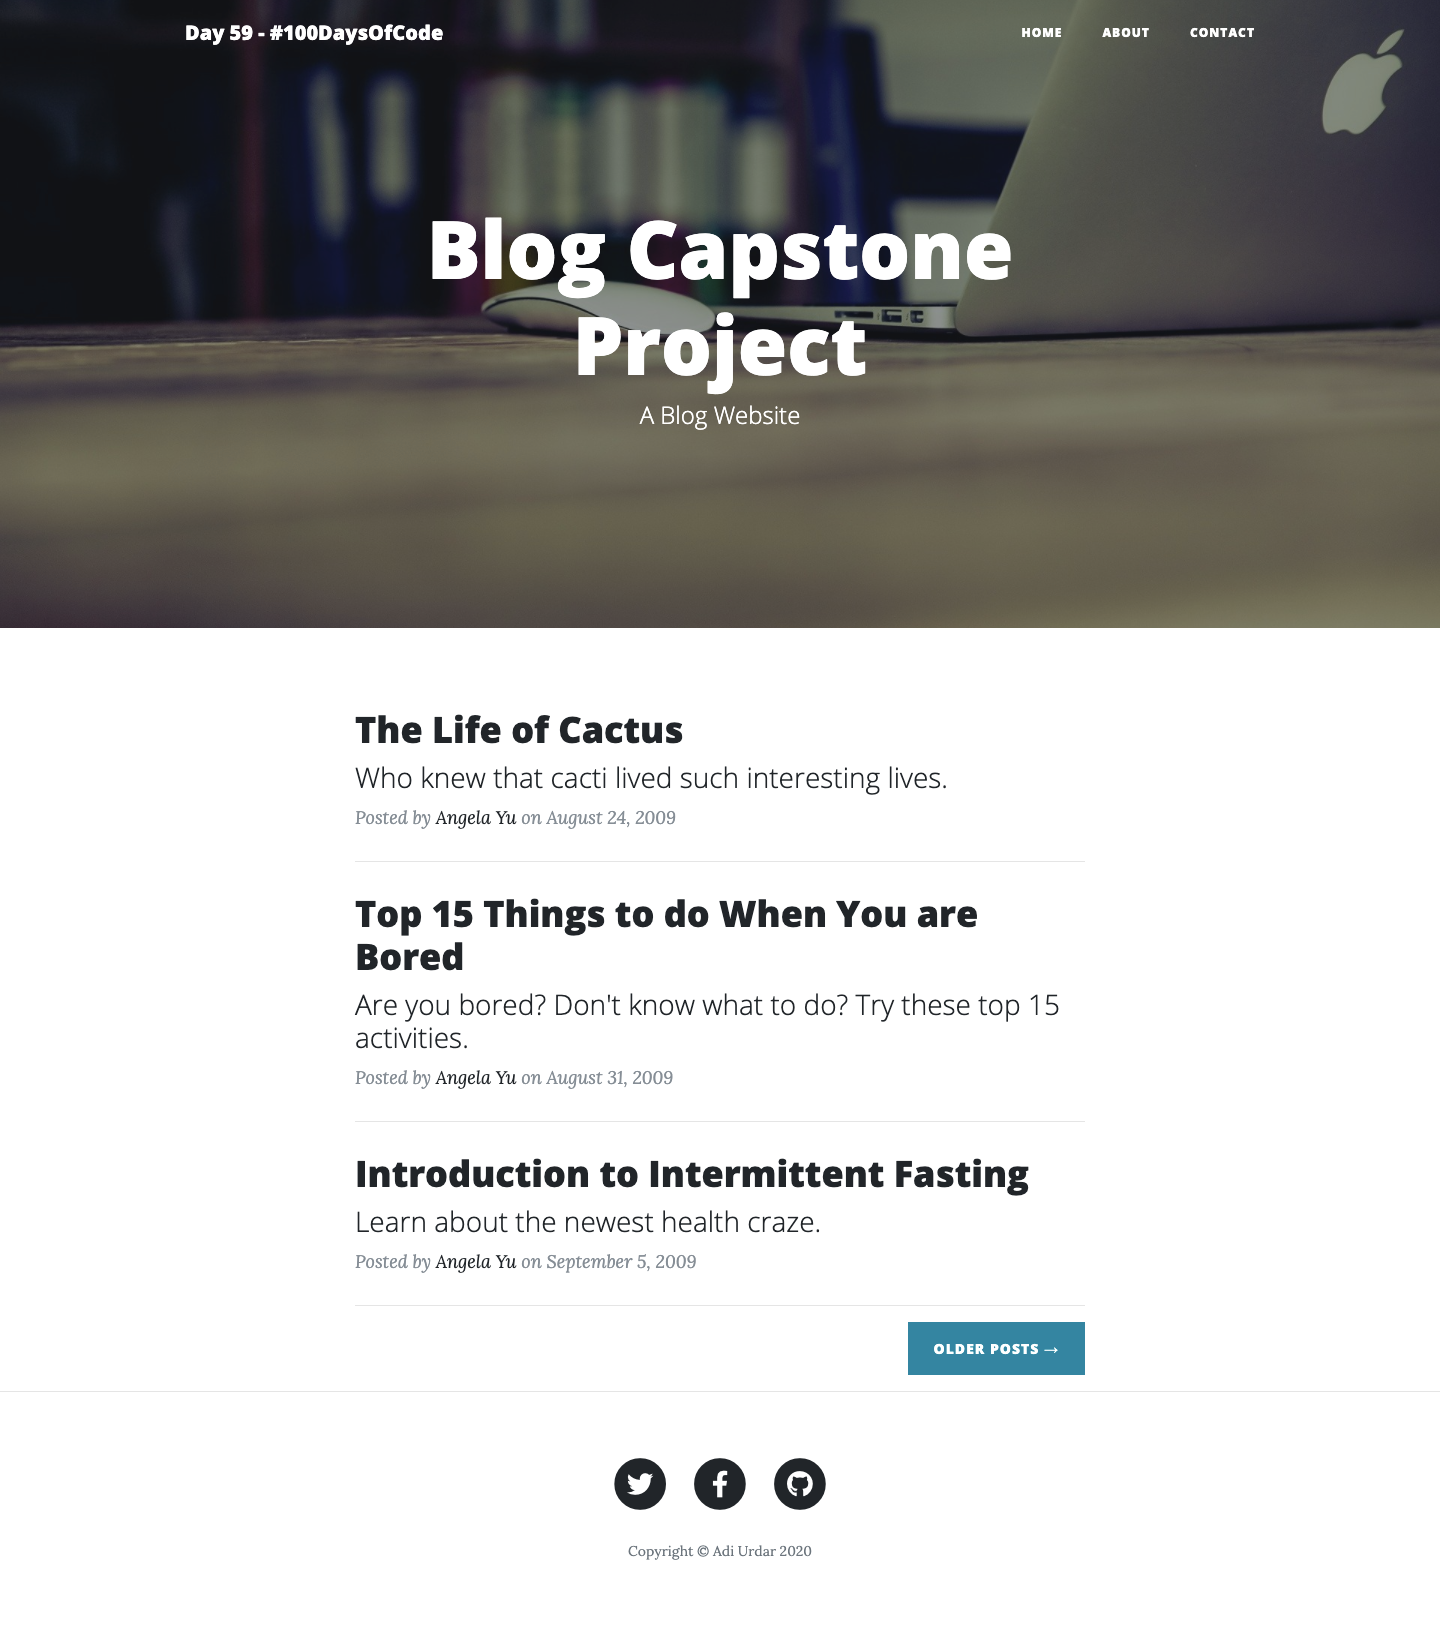 Day 59 - #100DaysOfCode
HOME ABOUT CONTACT
Blog Capstone
Project
A Blog Website
The Life of Cactus
Who knew that cacti lived such interesting lives.
Posted by Angela Yu on August 24, 2009
Top 15 Things to do When You are
Bored
Are you bored? Don't know what to do? Try these top 15
activities.
Posted by Angela Yu on August 31, 2009
Introduction to Intermittent Fasting
Learn about the newest health craze.
Posted by Angela Yu on September 5, 2009
OLDER POSTS →
Copyright © Adi Urdar 2020